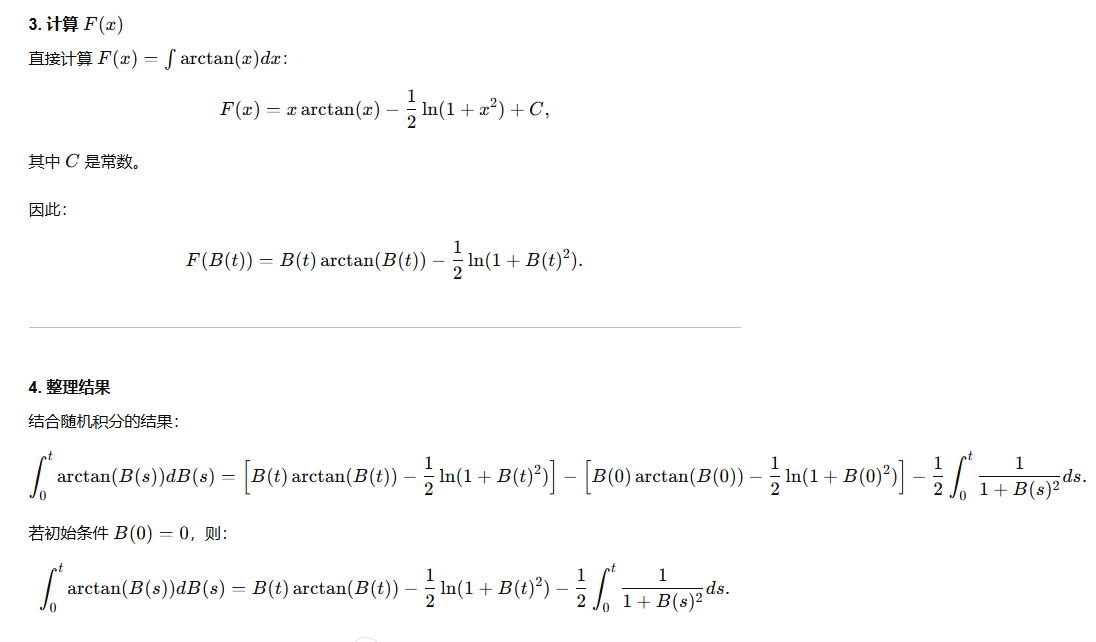 3. 计算 F(x)
直接计算 F(x) = ∫ arctan(x)dx:
F(x) = x arctan(x) − 1/2 ln(1 + x²) + C,
其中 C 是常数。
因此:
F(B(t)) = B(t) arctan(B(t)) − 1/2 ln(1 + B(t)²).
4. 整理结果
结合随机积分的结果:
∫₀ᵗ arctan(B(s))dB(s) = [B(t) arctan(B(t)) − 1/2 ln(1 + B(t)²)] − [B(0) arctan(B(0)) − 1/2 ln(1 + B(0)²)] − 1/2 ∫₀ᵗ 1/(1 + B(s)²) ds.
若初始条件 B(0) = 0，则:
∫₀ᵗ arctan(B(s))dB(s) = B(t) arctan(B(t)) − 1/2 ln(1 + B(t)²) − 1/2 ∫₀ᵗ 1/(1 + B(s)²) ds.